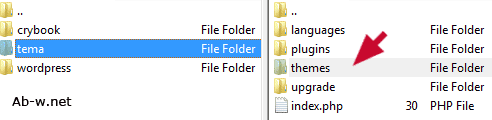 ..
crybook File Folder
tema File Folder
wordpress File Folder
Ab-w.net
..
languages File Folder
plugins File Folder
themes File Folder
upgrade File Folder
index.php 30 PHP File